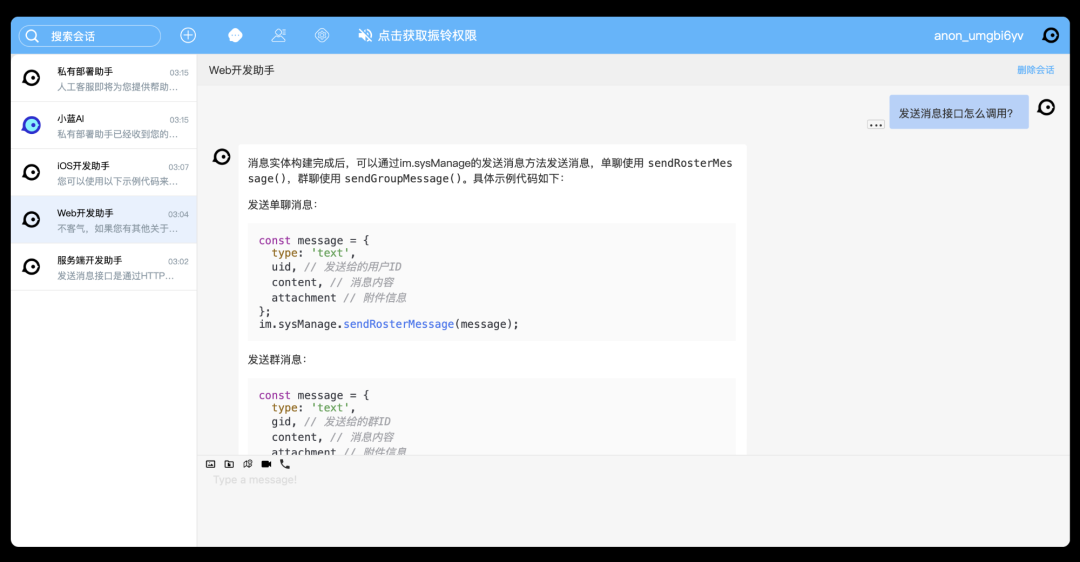 搜索会话
点击获取振铃权限
anon_umgbi6yv
私有部署助手 03:15
人工客服即将为您提供帮助...
小蓝AI 03:15
私有部署助手已经收到您的...
iOS开发助手 03:07
您可以使用以下示例代码来...
Web开发助手 03:04
不客气，如果您有其他关于...
服务端开发助手 03:02
发送消息接口是通过HTTP...
Web开发助手
删除会话
发送消息接口怎么调用？
消息实体构建完成后，可以通过im.sysManage的发送消息方法发送消息，单聊使用 sendRosterMes
sage()，群聊使用 sendGroupMessage()。具体示例代码如下：
发送单聊消息：
const message = {
type: 'text',
uid, // 发送给的用户ID
content, // 消息内容
attachment // 附件信息
};
im.sysManage.sendRosterMessage(message);
发送群消息：
const message = {
type: 'text',
gid, // 发送给的群ID
content, // 消息内容
attachment // 附件信息
Type a message!